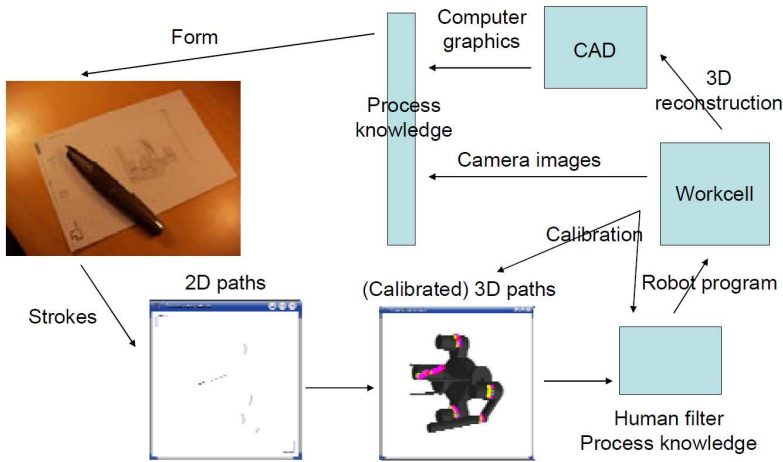 Form
Computer
graphics
CAD
3D
reconstruction
Process
knowledge
Camera images
Workcell
Calibration
2D paths
(Calibrated) 3D paths
Robot program
Strokes
Human filter
Process knowledge